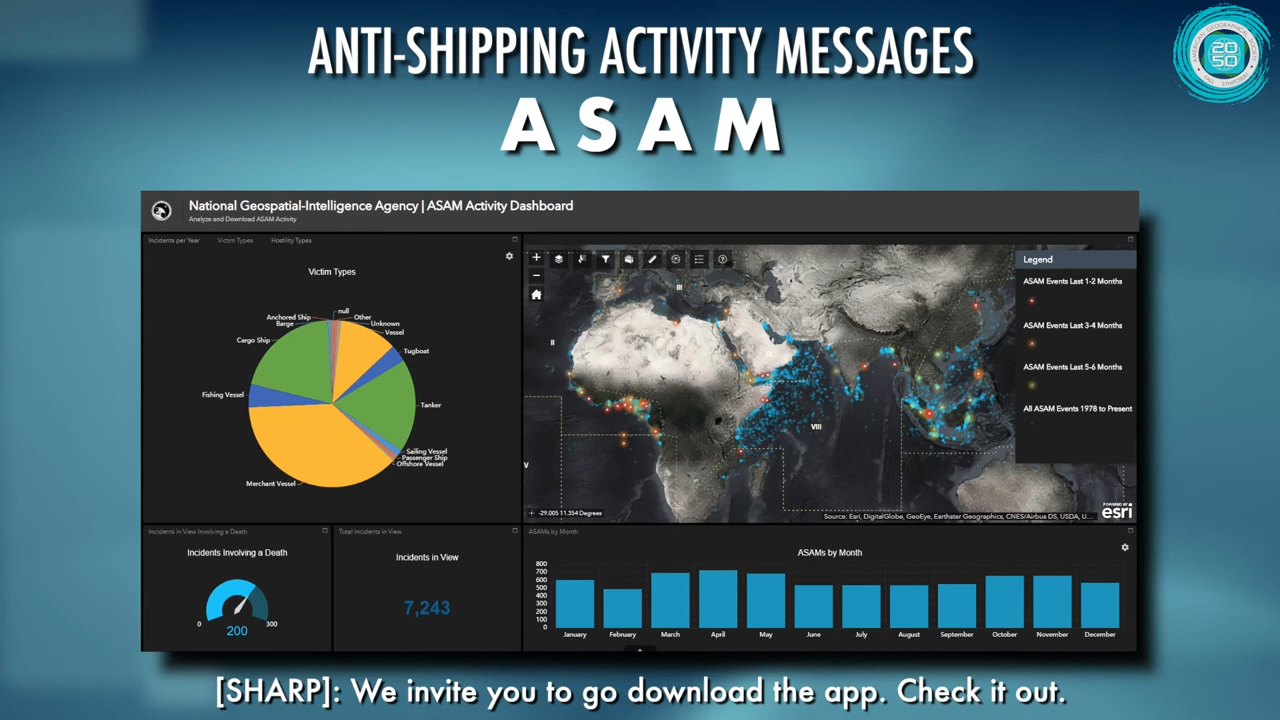 ANTI-SHIPPING ACTIVITY MESSAGES
ASAM
20
50
National Geospatial-Intelligence Agency | ASAM Activity Dashboard
Analyze and Download ASAM Activity
Incidents per Year
Victim Types
Hostility Types
Victim Types
null
Anchored Ship
Other
Barge
Unknown
Vessel
Cargo Ship
Tugboat
Fishing Vessel
Tanker
Sailing Vessel
Passenger Ship
Offshore Vessel
Merchant Vessel
III
II
VIII
V
-29.005 11.354 Degrees
Legend
ASAM Events Last 1-2 Months
ASAM Events Last 3-4 Months
ASAM Events Last 5-6 Months
All ASAM Events 1978 to Present
POWERED BY
esri
Source: Esri, DigitalGlobe, GeoEye, Earthstar Geographics, CNES/Airbus DS, USDA, U...
Incidents in View Involving a Death
Incidents Involving a Death
0
300
200
Total Incidents in View
Incidents in View
7,243
ASAMs by Month
ASAMs by Month
800
700
600
500
400
300
200
100
0
January February March April May June July August September October November December
[SHARP]: We invite you to go download the app. Check it out.